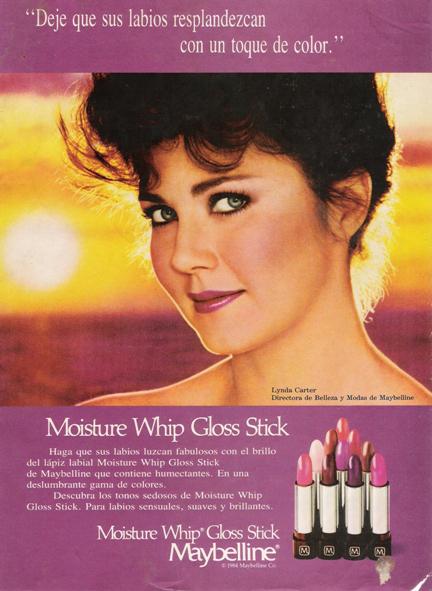 “Deje que sus labios resplandezcan
con un toque de color.”
Lynda Carter
Directora de Belleza y Modas de Maybelline
Moisture Whip Gloss Stick
Haga que sus labios luzcan fabulosos con el brillo
del lápiz labial Moisture Whip Gloss Stick
de Maybelline que contiene humectantes. En una
deslumbrante gama de colores.
Descubra los tonos sedosos de Moisture Whip
Gloss Stick. Para labios sensuales, suaves y brillantes.
Moisture Whip® Gloss Stick
Maybelline®
© 1984 Maybelline Co.
M M M M